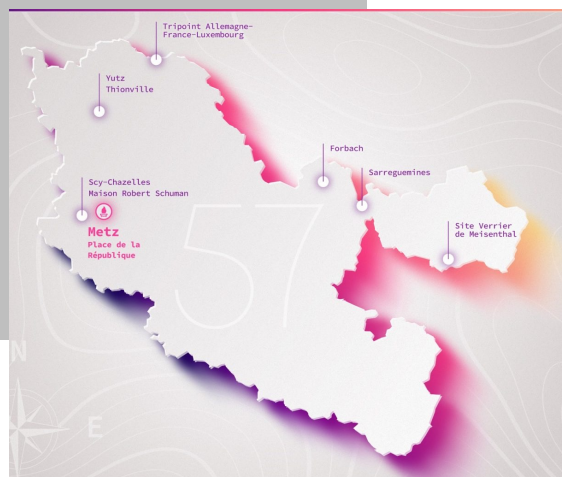 Tripoint Allemagne-
France-Luxembourg
Yutz
Thionville
Forbach
Sarreguemines
Scy-Chazelles
Maison Robert Schuman
Metz
Place de la
République
Site Verrier
de Meisenthal
57
N
E